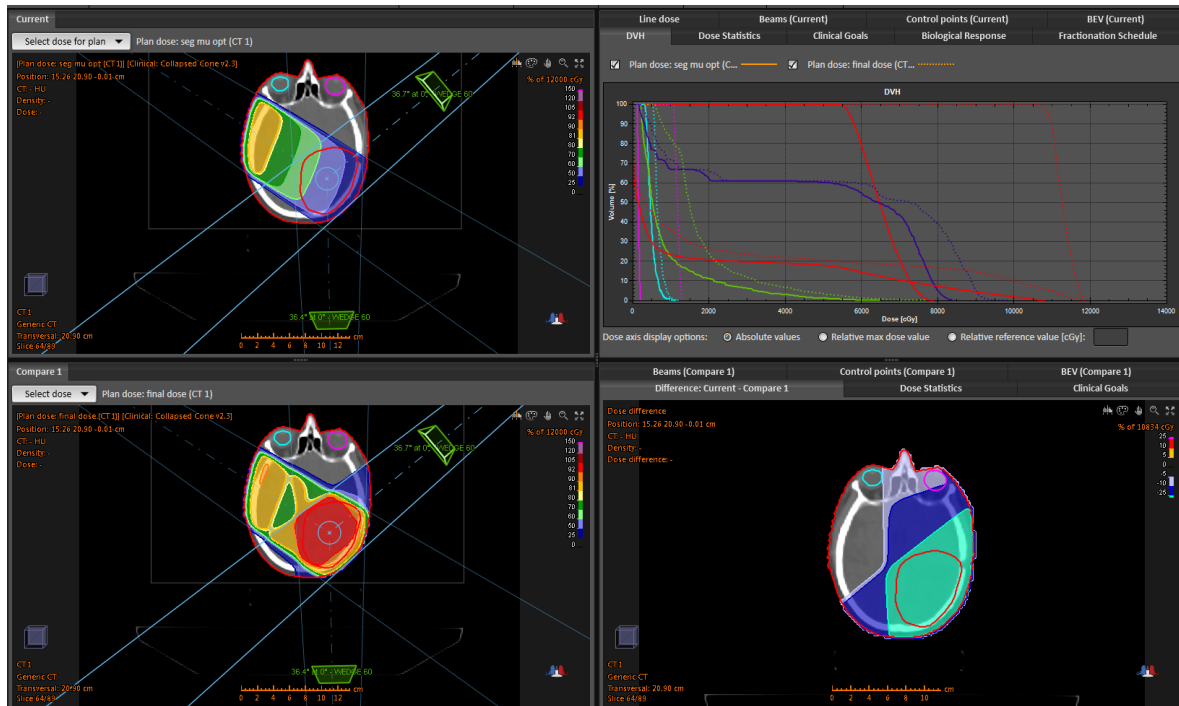 Current
Select dose for plan
Plan dose: seg mu opt (CT 1)
[Plan dose: seg mu opt (CT 1)] [Clinical: Collapsed Cone v2.3]
Position: 15.26 20.90 -0.01 cm
CT: - HU
Density: -
Dose: -
36.7° at 0°: WEDGE 60
% of 12000 cGy
150
120
105
92
81
80
70
60
50
25
0
36.4° at 0°: WEDGE 60
CT 1
Generic CT
Transversal: 20.90 cm
Slice 64/89
0 2 4 6 8 10 12 cm
Line dose
Beams (Current)
Control points (Current)
BEV (Current)
DVH
Dose Statistics
Clinical Goals
Biological Response
Fractionation Schedule
Plan dose: seg mu opt (C...
Plan dose: final dose (CT...
DVH
Volume [%]
100
90
80
70
60
50
40
30
20
10
0
0 2000 4000 6000 8000 10000 12000 14000
Dose [cGy]
Dose axis display options:
Absolute values
Relative max dose value
Relative reference value [cGy]:
Compare 1
Select dose
Plan dose: final dose (CT 1)
[Plan dose: final dose (CT 1)] [Clinical: Collapsed Cone v2.3]
Position: 15.26 20.90 -0.01 cm
CT: - HU
Density: -
Dose: -
36.7° at 0°: WEDGE 60
% of 12000 cGy
150
120
105
92
90
81
80
70
60
50
25
0
36.4° at 0°: WEDGE 60
CT 1
Generic CT
Transversal: 20.90 cm
Slice 64/89
0 2 4 6 8 10 12 cm
Beams (Compare 1)
Control points (Compare 1)
BEV (Compare 1)
Difference: Current - Compare 1
Dose Statistics
Clinical Goals
Dose difference
Position: 15.26 20.90 -0.01 cm
CT: - HU
Density: -
Dose difference: -
% of 10834 cGy
25
10
5
0
-5
-10
-25
CT 1
Generic CT
Transversal: 20.90 cm
Slice 64/89
0 2 4 6 8 10 cm